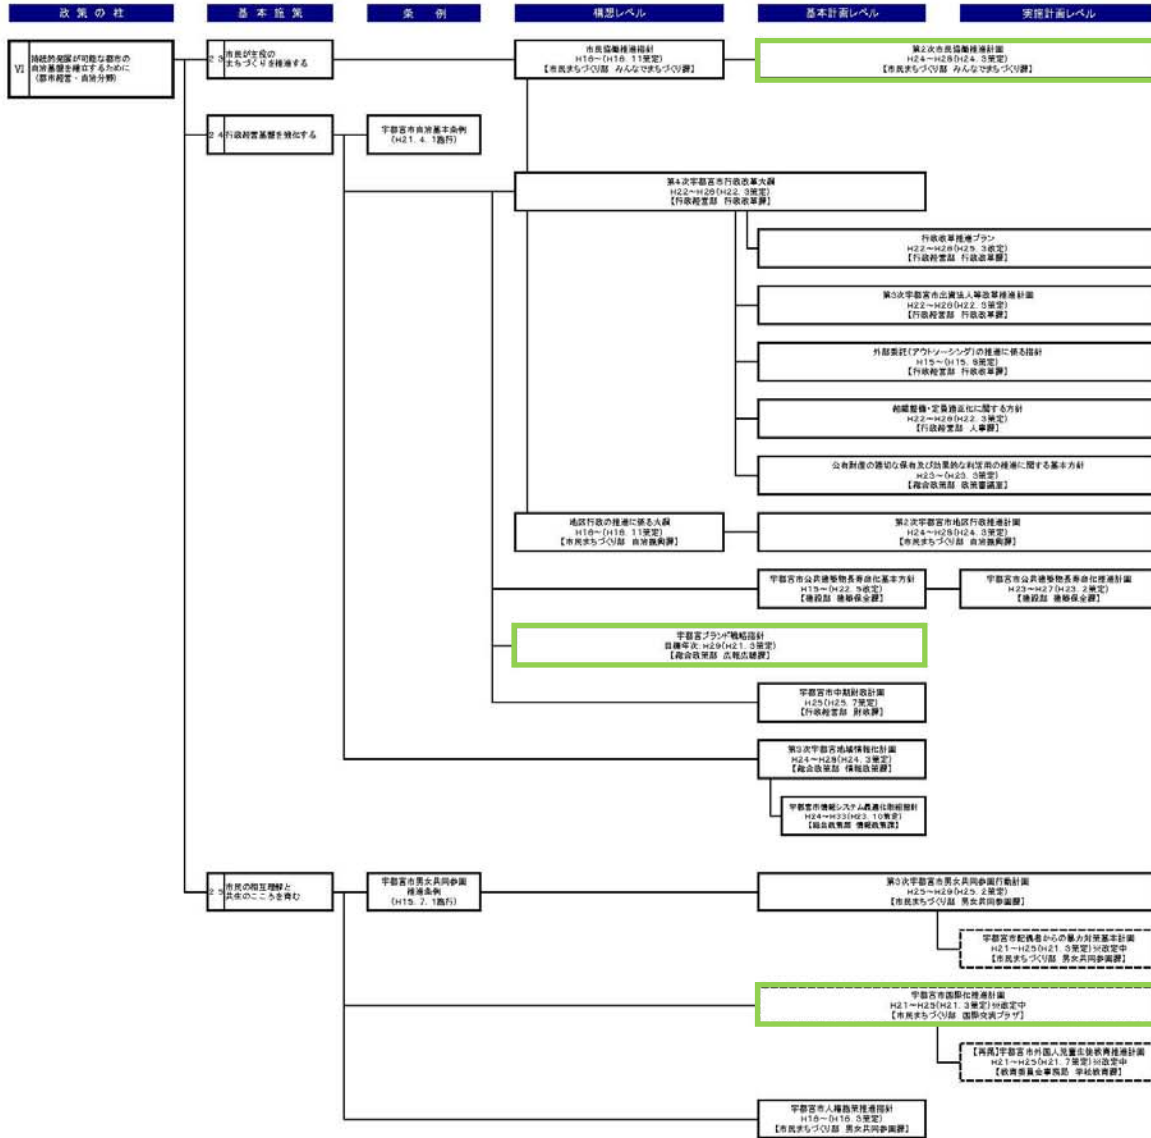 政策の柱
基本施策
条例
構想レベル
基本計画レベル
実施計画レベル
Ⅵ
持続的発展が可能な都市の
自治基盤を確立するために
(都市経営・自治分野)
23
市民が主役の
まちづくりを推進する
市民協働推進指針
H16～(H16.11策定)
【市民まちづくり部 みんなでまちづくり課】
第2次市民協働推進計画
H24～H28(H24.3策定)
【市民まちづくり部 みんなでまちづくり課】
24
行政経営基盤を強化する
宇都宮市自治基本条例
(H21.4.1施行)
第4次宇都宮市行政改革大綱
H22～H26(H22.3策定)
【行政経営部 行政改革課】
行政改革推進プラン
H22～H26(H25.3改定)
【行政経営部 行政改革課】
第3次宇都宮市出資法人等改革推進計画
H22～H26(H22.5策定)
【行政経営部 行政改革課】
外部委託(アウトソーシング)の推進に係る指針
H15～(H15.9策定)
【行政経営部 行政改革課】
組織整備・定員適正化に関する方針
H22～H26(H22.3策定)
【行政経営部 人事課】
公有財産の適切な保有及び効果的な利活用の推進に関する基本方針
H23～(H23.3策定)
【総合政策部 政策審議室】
地区行政の推進に係る大綱
H16～(H16.11策定)
【市民まちづくり部 自治振興課】
第2次宇都宮市地区行政推進計画
H24～H28(H24.3策定)
【市民まちづくり部 自治振興課】
宇都宮市公共建築物長寿命化基本方針
H15～(H22.5改定)
【建設部 建築保全課】
宇都宮市公共建築物長寿命化推進計画
H23～H27(H23.2策定)
【建設部 建築保全課】
宇都宮ブランド戦略指針
目標年次:H29(H21.3策定)
【総合政策部 広報広聴課】
宇都宮市中期財政計画
H25(H25.7策定)
【行政経営部 財政課】
第3次宇都宮地域情報化計画
H24～H28(H24.3策定)
【総合政策部 情報政策課】
宇都宮市情報システム最適化取組指針
H24～H33(H23.10策定)
【総合政策部 情報政策課】
25
市民の相互理解と
共生のこころを育む
宇都宮市男女共同参画
推進条例
(H15.7.1施行)
第3次宇都宮市男女共同参画行動計画
H25～H29(H25.2策定)
【市民まちづくり部 男女共同参画課】
宇都宮市配偶者からの暴力対策基本計画
H21～H25(H21.3策定)※改定中
【市民まちづくり部 男女共同参画課】
宇都宮市国際化推進計画
H21～H25(H21.3策定)※改定中
【市民まちづくり部 国際交流プラザ】
【再掲】宇都宮市外国人児童生徒教育推進計画
H21～H25(H21.7策定)※改定中
【教育委員会事務局 学校教育課】
宇都宮市人権施策推進指針
H16～(H16.3策定)
【市民まちづくり部 男女共同参画課】